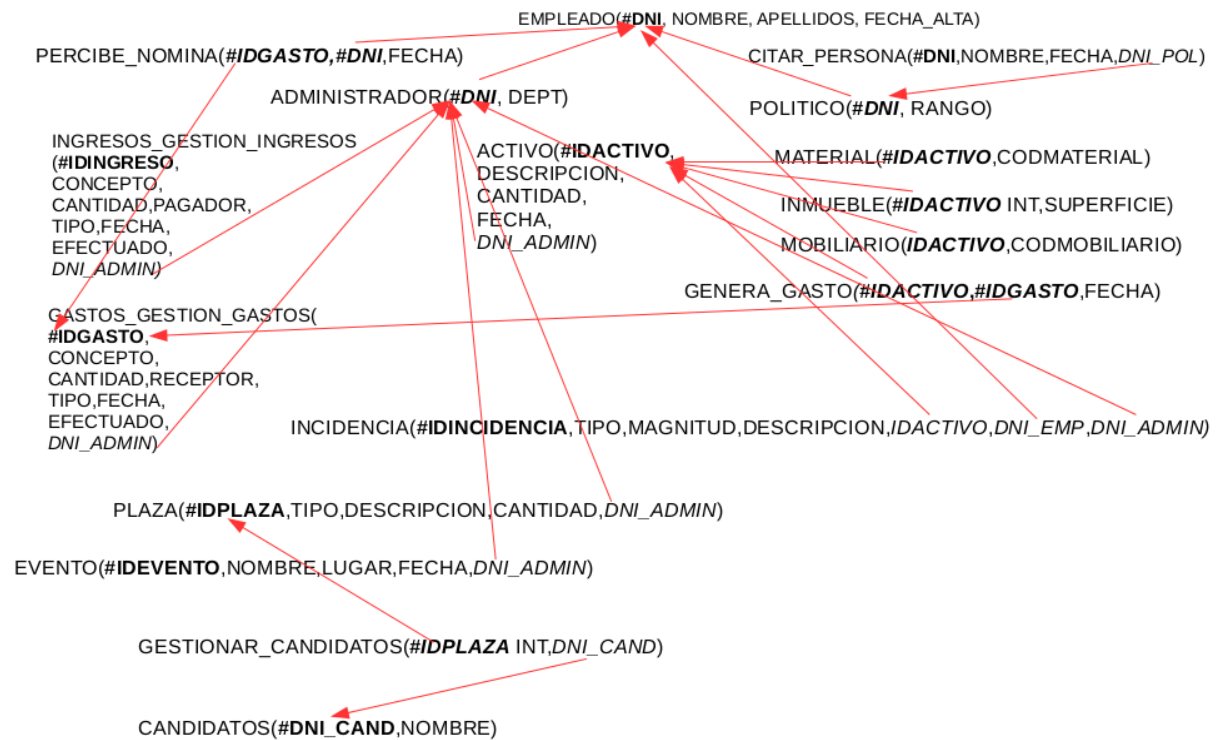 EMPLEADO(#DNI, NOMBRE, APELLIDOS, FECHA_ALTA)
PERCIBE_NOMINA(#IDGASTO,#DNI,FECHA)
CITAR_PERSONA(#DNI,NOMBRE,FECHA,DNI_POL)
ADMINISTRADOR(#DNI, DEPT)
POLITICO(#DNI, RANGO)
INGRESOS_GESTION_INGRESOS
(#IDINGRESO,
CONCEPTO,
CANTIDAD,PAGADOR,
TIPO,FECHA,
EFECTUADO,
DNI_ADMIN)
ACTIVO(#IDACTIVO,
DESCRIPCION,
CANTIDAD,
FECHA,
DNI_ADMIN)
MATERIAL(#IDACTIVO,CODMATERIAL)
INMUEBLE(#IDACTIVO INT,SUPERFICIE)
MOBILIARIO(IDACTIVO,CODMOBILIARIO)
GENERA_GASTO(#IDACTIVO,#IDGASTO,FECHA)
GASTOS_GESTION_GASTOS(
#IDGASTO,
CONCEPTO,
CANTIDAD,RECEPTOR,
TIPO,FECHA,
EFECTUADO,
DNI_ADMIN)
INCIDENCIA(#IDINCIDENCIA,TIPO,MAGNITUD,DESCRIPCION,IDACTIVO,DNI_EMP,DNI_ADMIN)
PLAZA(#IDPLAZA,TIPO,DESCRIPCION,CANTIDAD,DNI_ADMIN)
EVENTO(#IDEVENTO,NOMBRE,LUGAR,FECHA,DNI_ADMIN)
GESTIONAR_CANDIDATOS(#IDPLAZA INT,DNI_CAND)
CANDIDATOS(#DNI_CAND,NOMBRE)